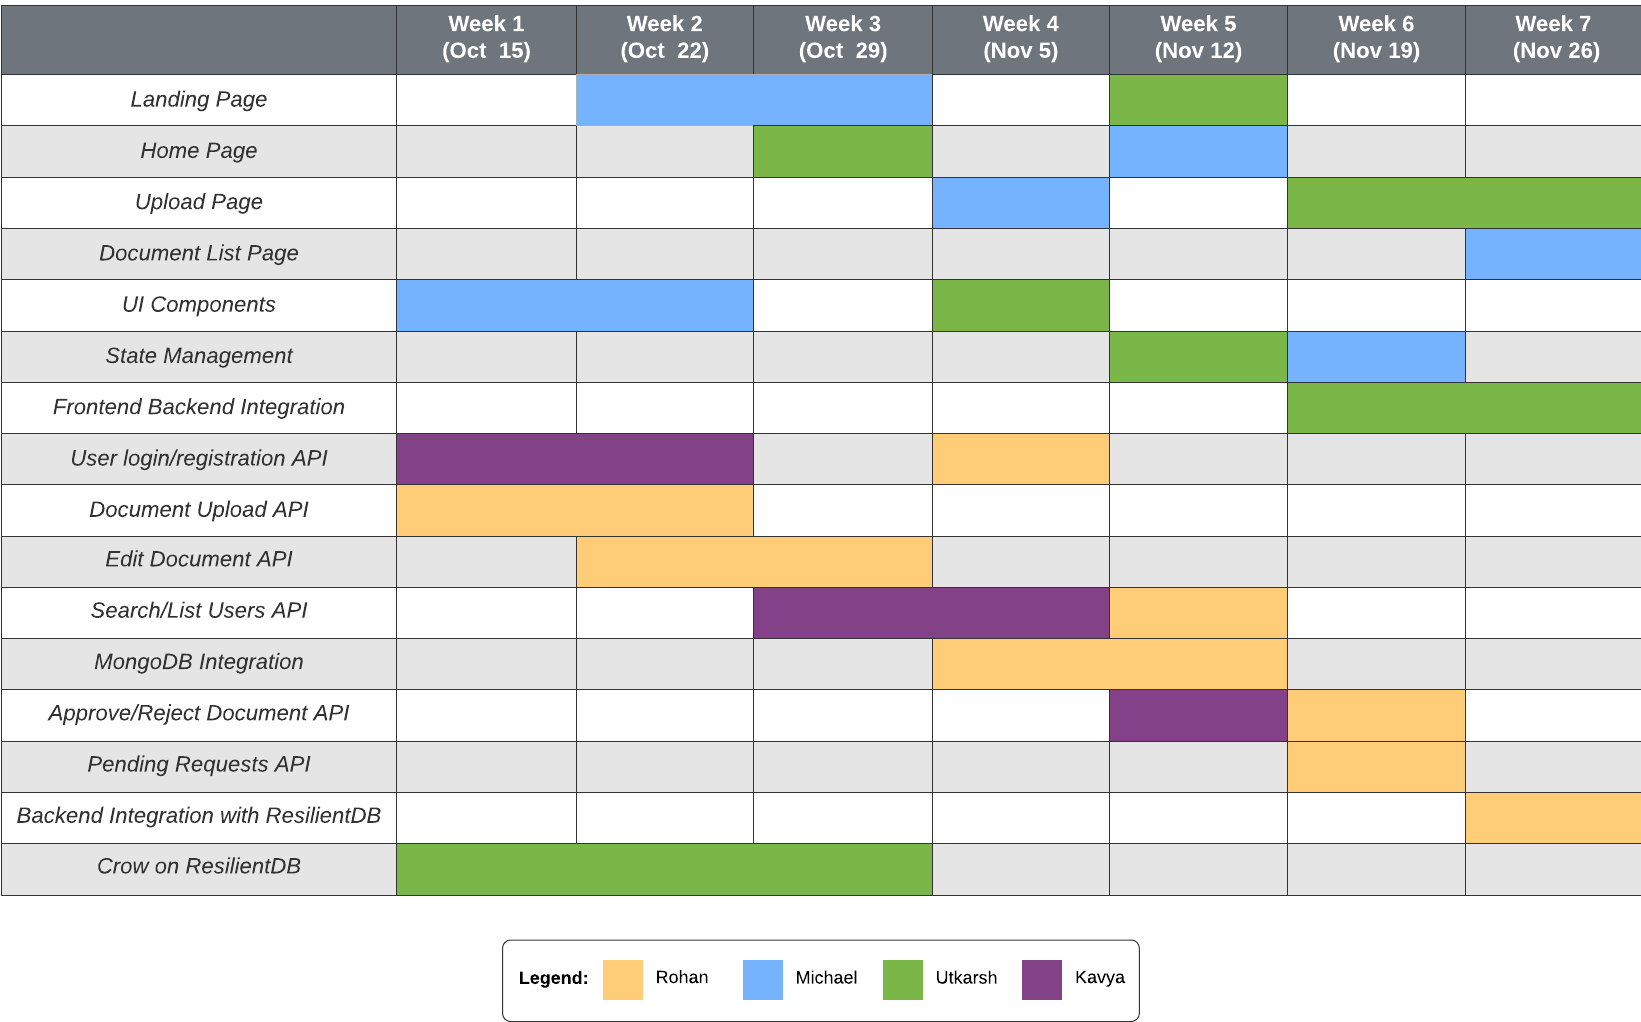 Week 1 Week 2 Week 3 Week 4 Week 5 Week 6 Week 7
(Oct 15) (Oct 22) (Oct 29) (Nov 5) (Nov 12) (Nov 19) (Nov 26)
Landing Page
Home Page
Upload Page
Document List Page
UI Components
State Management
Frontend Backend Integration
User login/registration API
Document Upload API
Edit Document API
Search/List Users API
MongoDB Integration
Approve/Reject Document API
Pending Requests API
Backend Integration with ResilientDB
Crow on ResilientDB
Legend: Rohan Michael Utkarsh Kavya